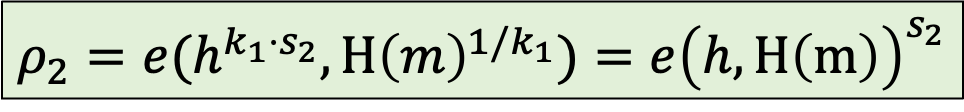 ρ₂ = e(h^{k₁·s₂}, H(m)^{1/k₁}) = e(h, H(m))^{s₂}